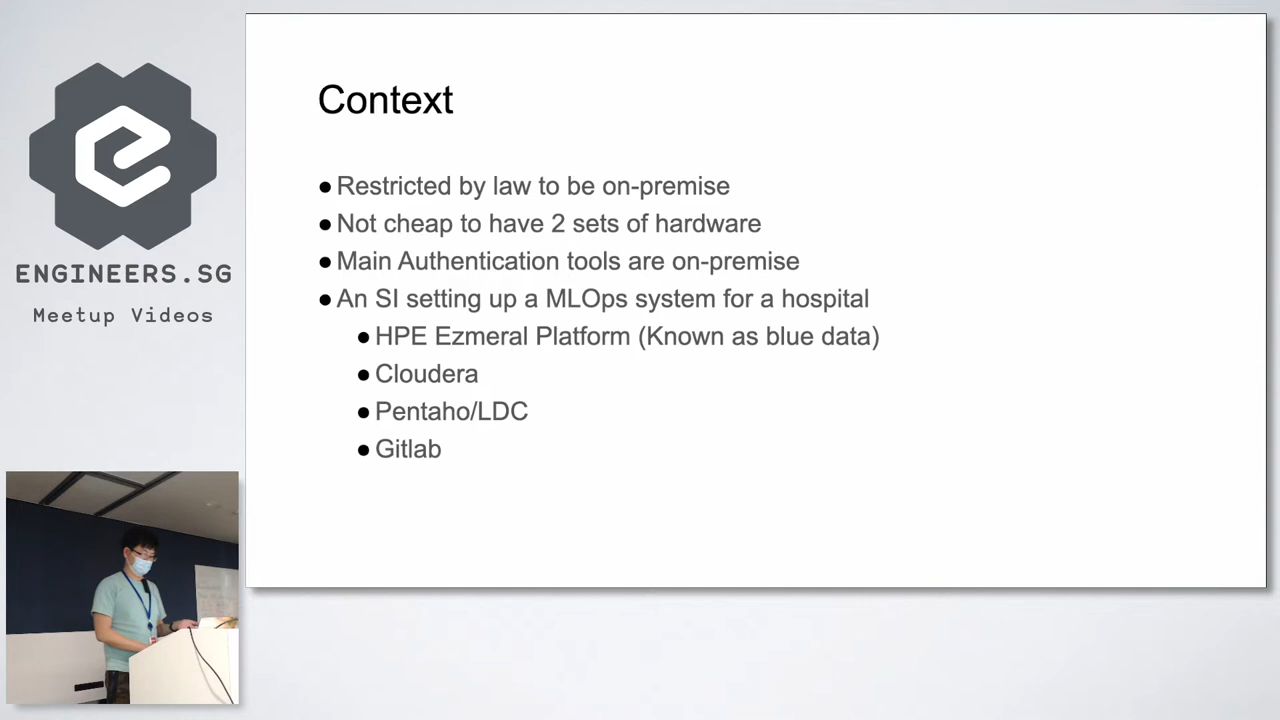 ENGINEERS.SG
Meetup Videos
Context
● Restricted by law to be on-premise
● Not cheap to have 2 sets of hardware
● Main Authentication tools are on-premise
● An SI setting up a MLOps system for a hospital
● HPE Ezmeral Platform (Known as blue data)
● Cloudera
● Pentaho/LDC
● Gitlab